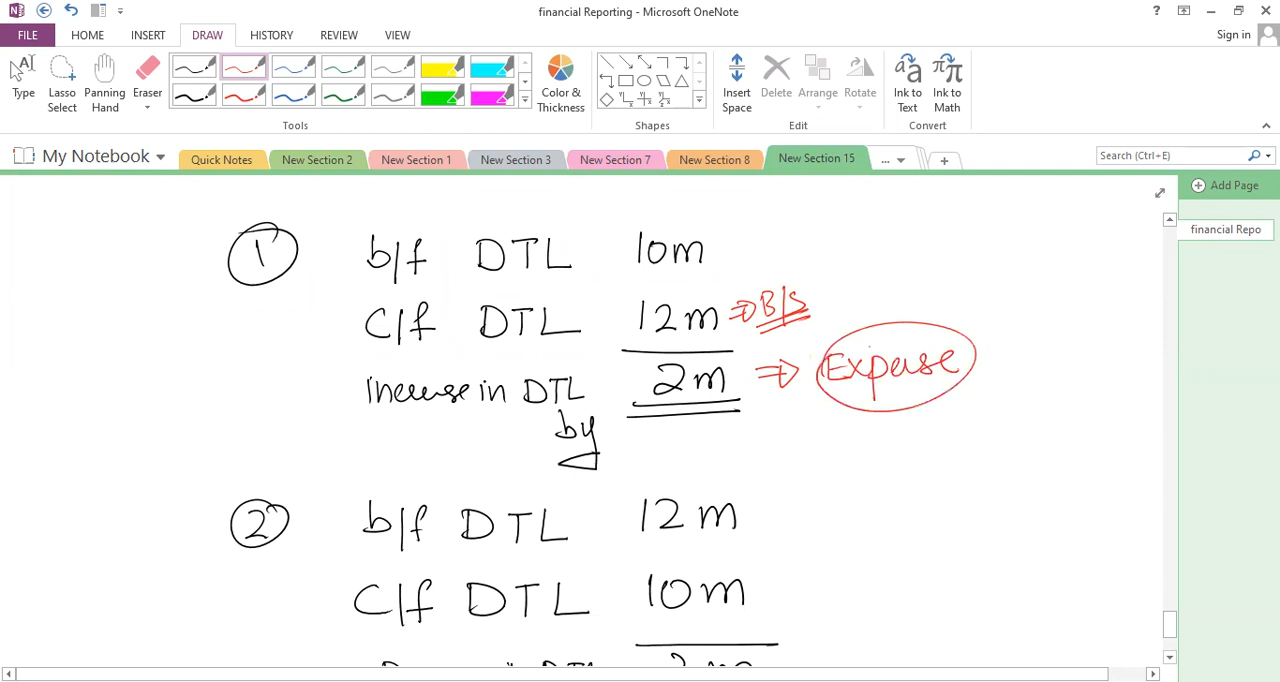 financial Reporting - Microsoft OneNote
?
FILE HOME INSERT DRAW HISTORY REVIEW VIEW
Sign in
Type
Lasso Select
Panning Hand
Eraser
Color & Thickness
Insert Space
Delete
Arrange
Rotate
Ink to Text
Ink to Math
Tools Shapes Edit Convert
My Notebook Quick Notes New Section 2 New Section 1 New Section 3 New Section 7 New Section 8 New Section 15 ...
Search (Ctrl+E)
Add Page
financial Repo
1 b/f DTL 10m
C/f DTL 12m ⇒ B/S
Increase in DTL 2m ⇒ Expense
by
2 b/f DTL 12m
C/f DTL 10m